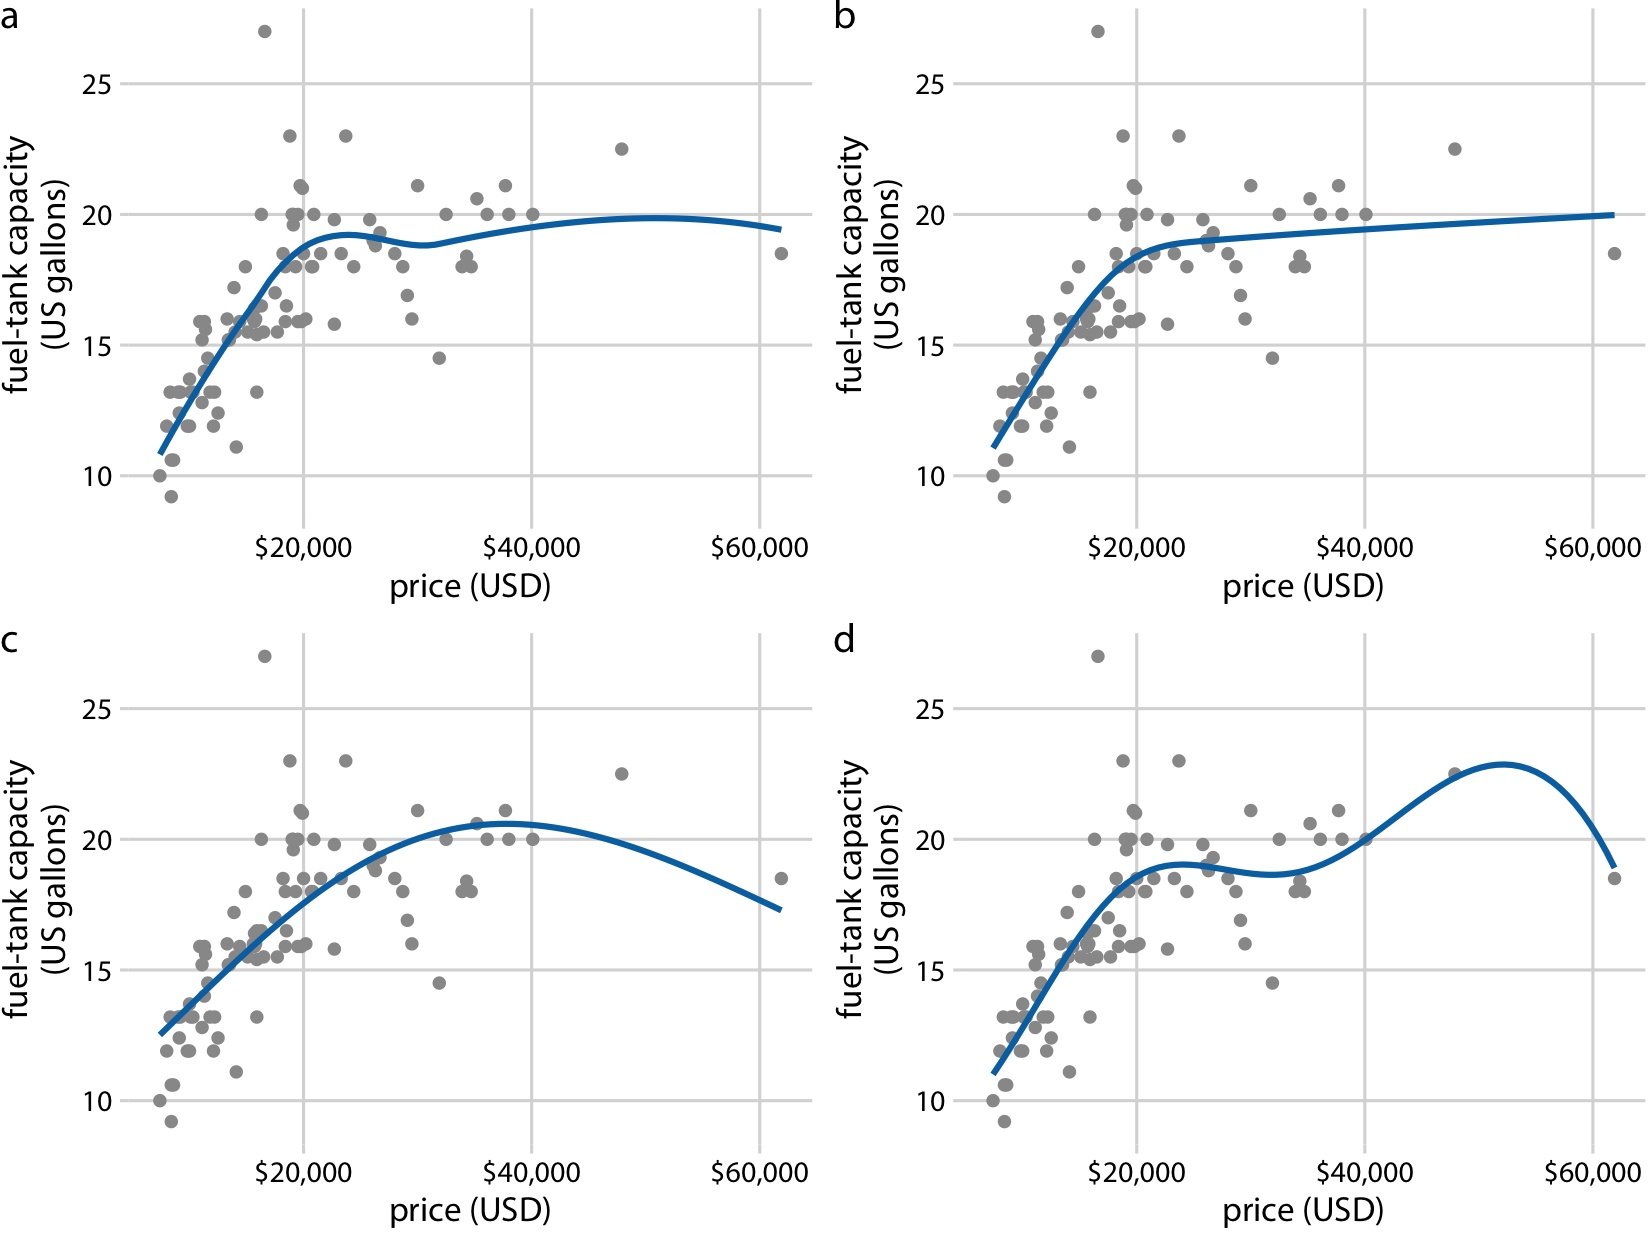 a
25
20
15
10
fuel-tank capacity
(US gallons)
$20,000
$40,000
$60,000
price (USD)
b
25
20
15
10
fuel-tank capacity
(US gallons)
$20,000
$40,000
$60,000
price (USD)
c
25
20
15
10
fuel-tank capacity
(US gallons)
$20,000
$40,000
$60,000
price (USD)
d
25
20
15
10
fuel-tank capacity
(US gallons)
$20,000
$40,000
$60,000
price (USD)